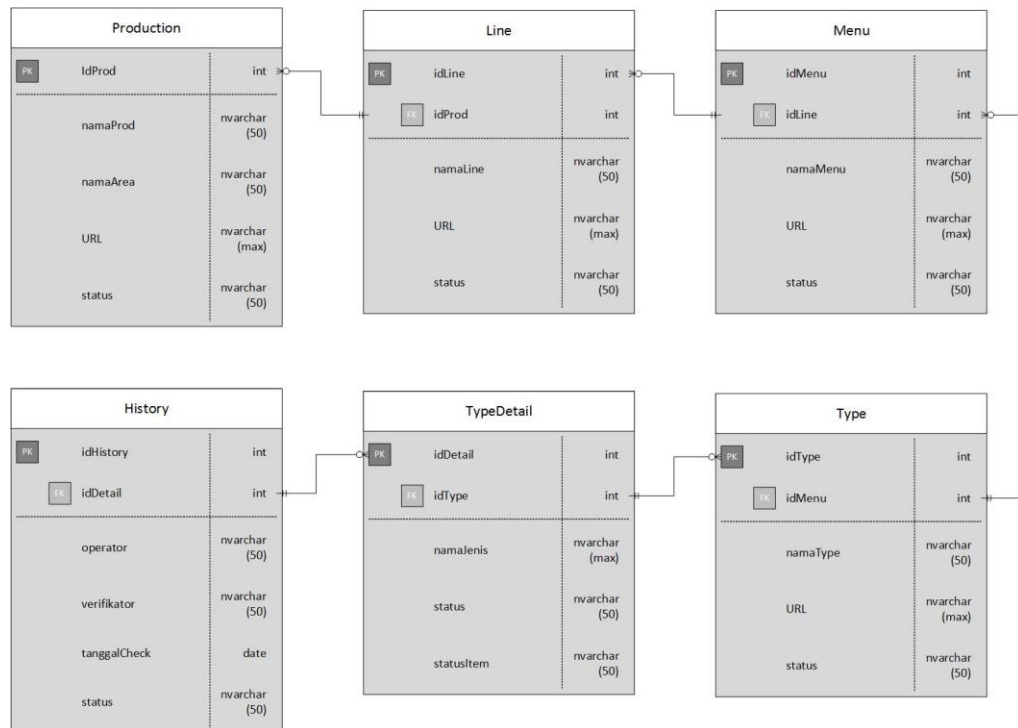 Production
PK IdProd int
namaProd nvarchar
(50)
namaArea nvarchar
(50)
URL nvarchar
(max)
status nvarchar
(50)
Line
PK idLine int
FK idProd int
namaLine nvarchar
(50)
URL nvarchar
(max)
status nvarchar
(50)
Menu
PK idMenu int
FK idLine int
namaMenu nvarchar
(50)
URL nvarchar
(max)
status nvarchar
(50)
History
PK idHistory int
FK idDetail int
operator nvarchar
(50)
verifikator nvarchar
(50)
tanggalCheck date
status nvarchar
(50)
TypeDetail
PK idDetail int
FK idType int
namaJenis nvarchar
(max)
status nvarchar
(50)
statusItem nvarchar
(50)
Type
PK idType int
FK idMenu int
namaType nvarchar
(50)
URL nvarchar
(max)
status nvarchar
(50)